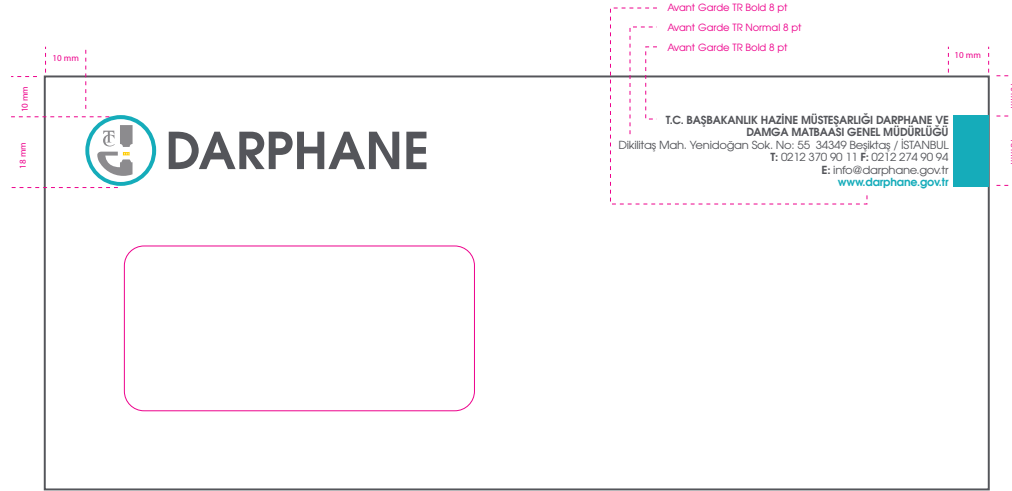 Avant Garde TR Bold 8 pt
Avant Garde TR Normal 8 pt
Avant Garde TR Bold 8 pt
10 mm
10 mm
10 mm
18 mm
TC
DARPHANE
T.C. BAŞBAKANLIK HAZİNE MÜSTEŞARLIĞI DARPHANE VE
DAMGA MATBAASI GENEL MÜDÜRLÜĞÜ
Dikilitaş Mah. Yenidoğan Sok. No: 55 34349 Beşiktaş / İSTANBUL
T: 0212 370 90 11 F: 0212 274 90 94
E: info@darphane.gov.tr
www.darphane.gov.tr